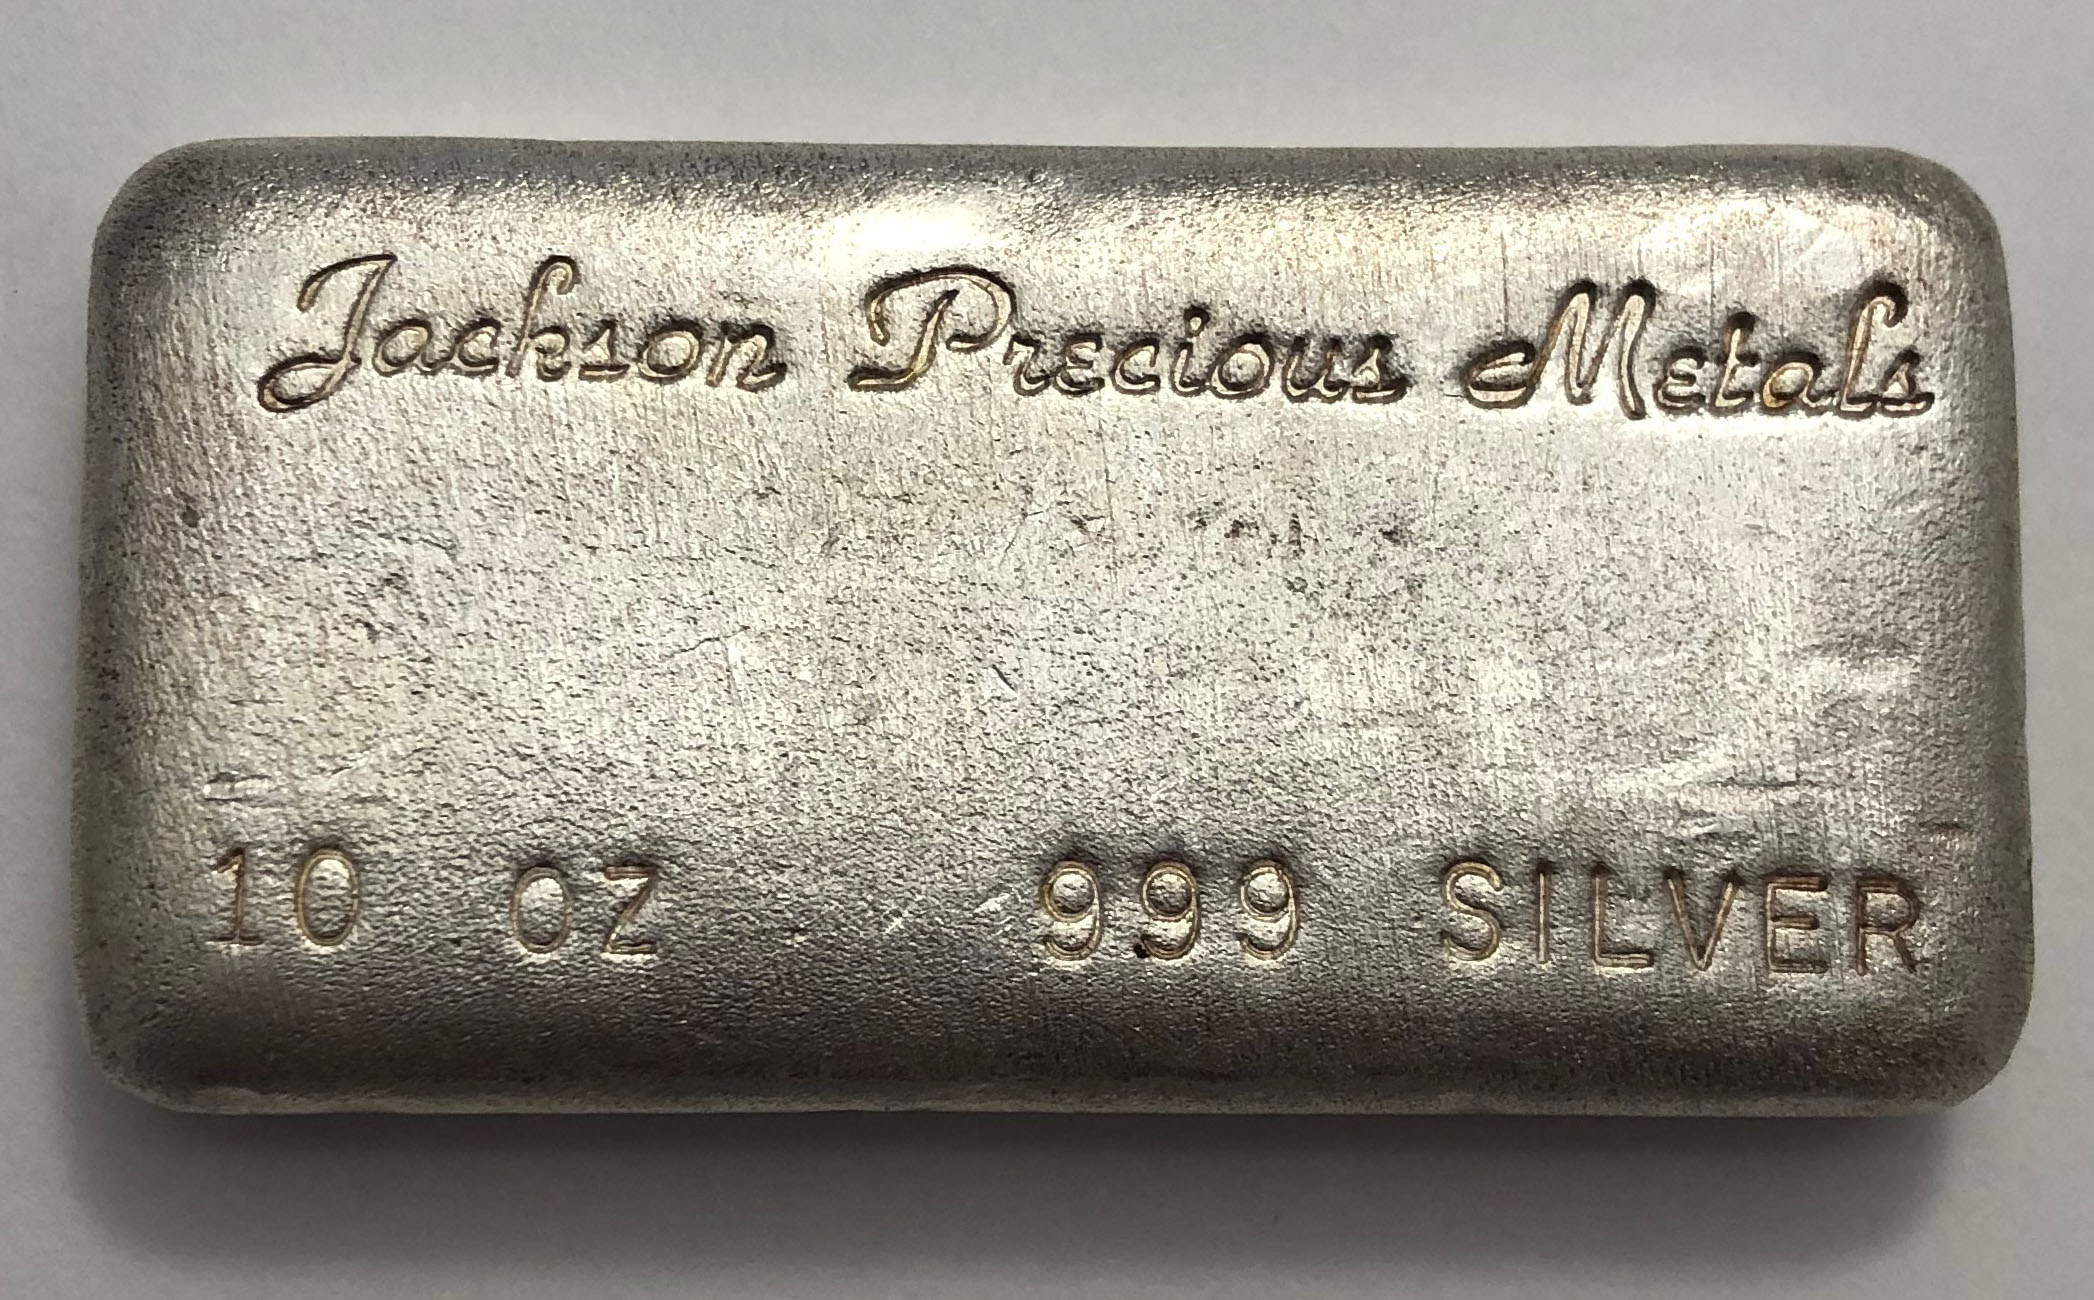 Jackson Precious Metals
10 OZ 999 SILVER